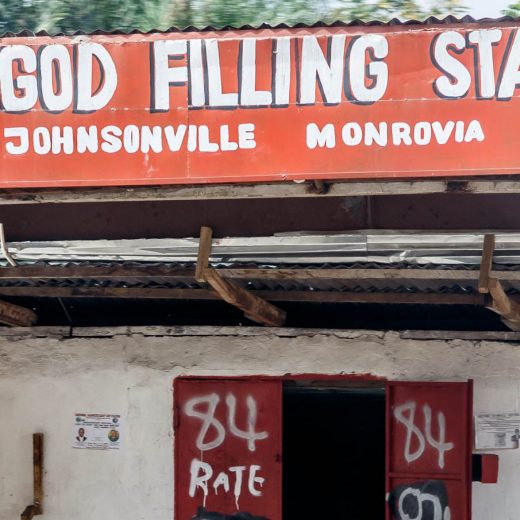 GOD FILLING STA
JOHNSONVILLE MONROVIA
84
RATE
84